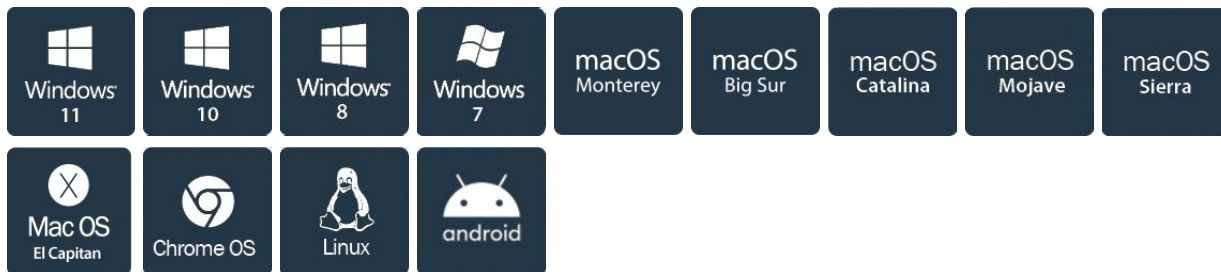 Windows
11
Windows
10
Windows
8
Windows
7
macOS
Monterey
macOS
Big Sur
macOS
Catalina
macOS
Mojave
macOS
Sierra
X
Mac OS
El Capitan
Chrome OS
Linux
android